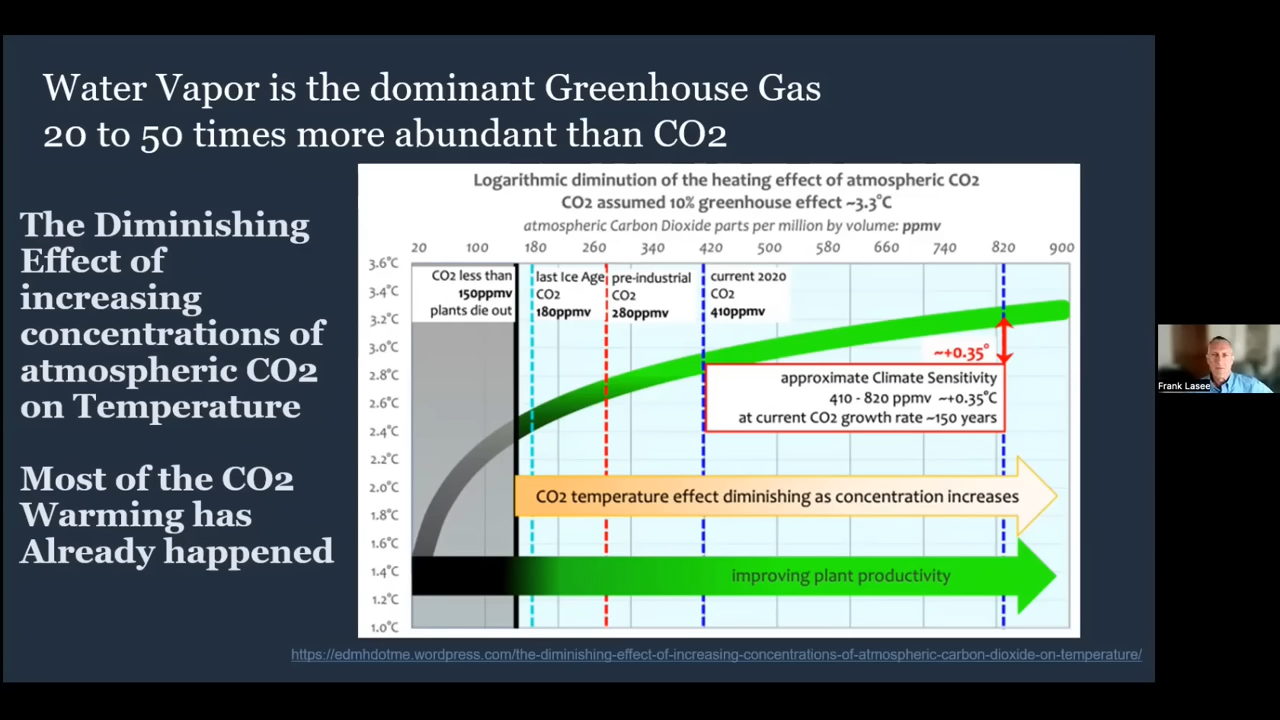 Water Vapor is the dominant Greenhouse Gas
20 to 50 times more abundant than CO2
The Diminishing
Effect of
increasing
concentrations of
atmospheric CO2
on Temperature
Most of the CO2
Warming has
Already happened
Logarithmic diminution of the heating effect of atmospheric CO2
CO2 assumed 10% greenhouse effect ~3.3°C
atmospheric Carbon Dioxide parts per million by volume: ppmv
20 100 180 260 340 420 500 580 660 740 820 900
3.6°C
3.4°C
3.2°C
3.0°C
2.8°C
2.6°C
2.4°C
2.2°C
2.0°C
1.8°C
1.6°C
1.4°C
1.2°C
1.0°C
CO2 less than
150ppmv
plants die out
last Ice Age
CO2
180ppmv
pre-industrial
CO2
280ppmv
current 2020
CO2
410ppmv
~+0.35°
approximate Climate Sensitivity
410 - 820 ppmv ~+0.35°C
at current CO2 growth rate ~150 years
CO2 temperature effect diminishing as concentration increases
improving plant productivity
https://edmhdotme.wordpress.com/the-diminishing-effect-of-increasing-concentrations-of-atmospheric-carbon-dioxide-on-temperature/
Frank Lasee